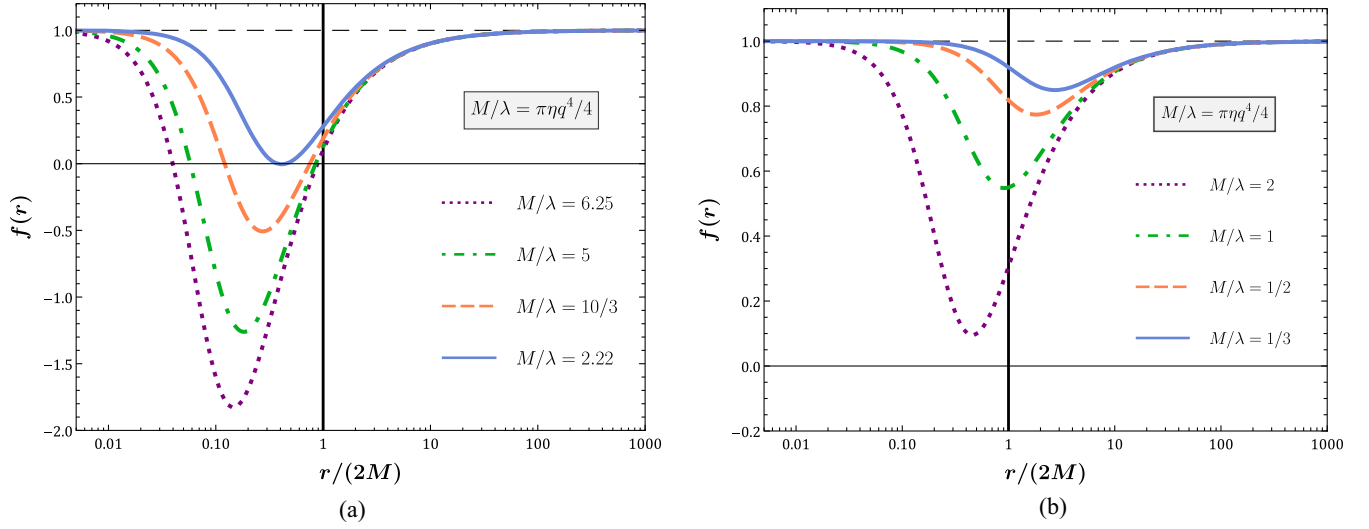 1.0
0.5
0.0
−0.5
−1.0
−1.5
−2.0
f(r)
M/λ = πηq⁴/4
M/λ = 6.25
M/λ = 5
M/λ = 10/3
M/λ = 2.22
0.01 0.10 1 10 100 1000
r/(2M)
(a)
1.0
0.8
0.6
0.4
0.2
0.0
−0.2
f(r)
M/λ = πηq⁴/4
M/λ = 2
M/λ = 1
M/λ = 1/2
M/λ = 1/3
0.01 0.10 1 10 100 1000
r/(2M)
(b)